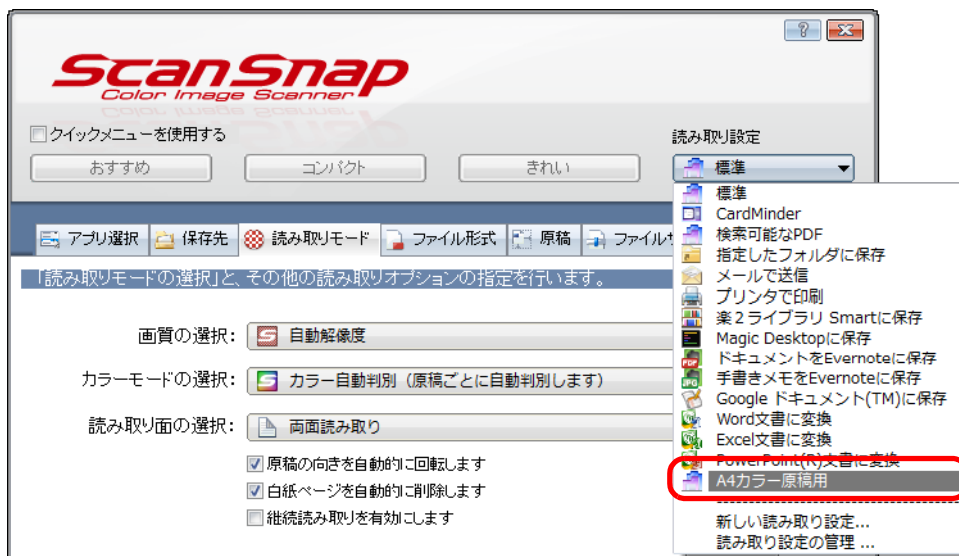 ScanSnap
Color Image Scanner
クイックメニューを使用する
読み取り設定
おすすめ
コンパクト
きれい
標準
アプリ選択
保存先
読み取りモード
ファイル形式
原稿
ファイル
「読み取りモードの選択」と、その他の読み取りオプションの指定を行います。
画質の選択:
自動解像度
カラーモードの選択:
カラー自動判別（原稿ごとに自動判別します）
読み取り面の選択:
両面読み取り
原稿の向きを自動的に回転します
白紙ページを自動的に削除します
継続読み取りを有効にします
標準
CardMinder
検索可能なPDF
指定したフォルダに保存
メールで送信
プリンタで印刷
楽２ライブラリ Smartに保存
Magic Desktopに保存
ドキュメントをEvernoteに保存
手書きメモをEvernoteに保存
Google ドキュメント(TM)に保存
Word文書に変換
Excel文書に変換
PowerPoint(R)文書に変換
A4カラー原稿用
新しい読み取り設定...
読み取り設定の管理 ...